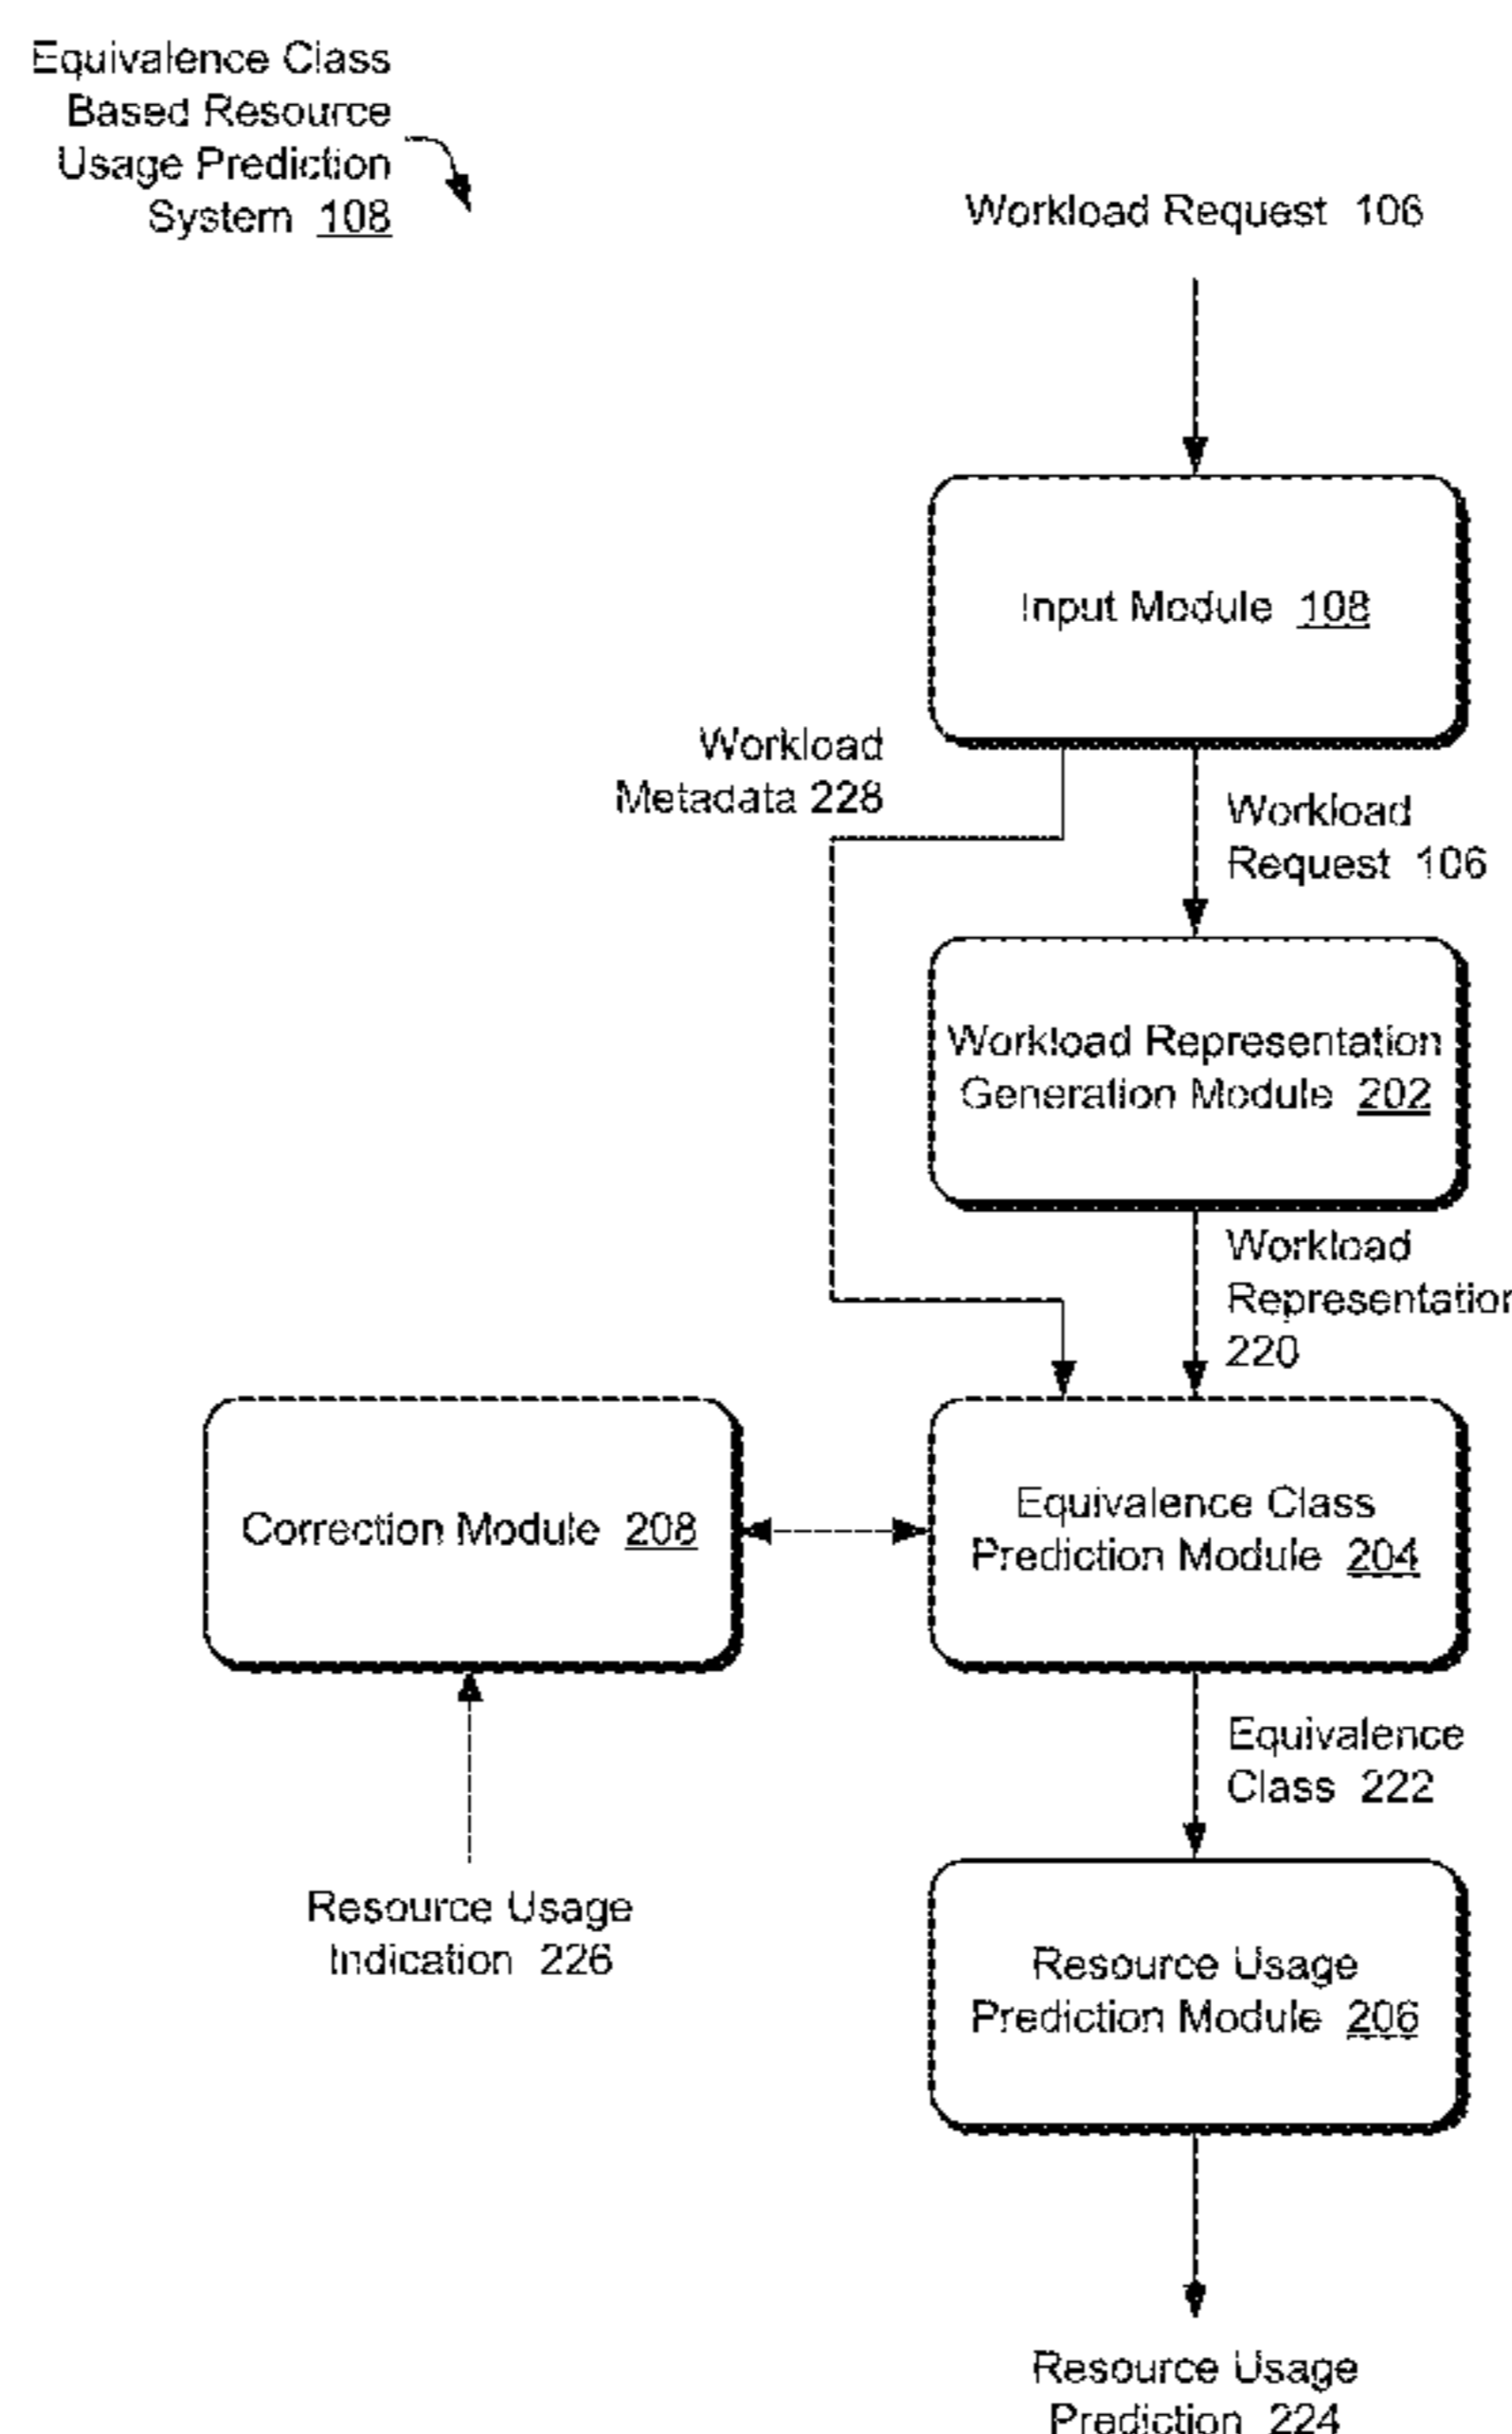 Equivalence Class
Based Resource
Usage Prediction
System 108
Workload Request 106
Input Module 108
Workload
Metadata 228
Workload
Request 106
Workload Representation
Generation Module 202
Workload
Representation
220
Correction Module 208
Equivalence Class
Prediction Module 204
Equivalence
Class 222
Resource Usage
Indication 226
Resource Usage
Prediction Module 206
Resource Usage
Prediction 224